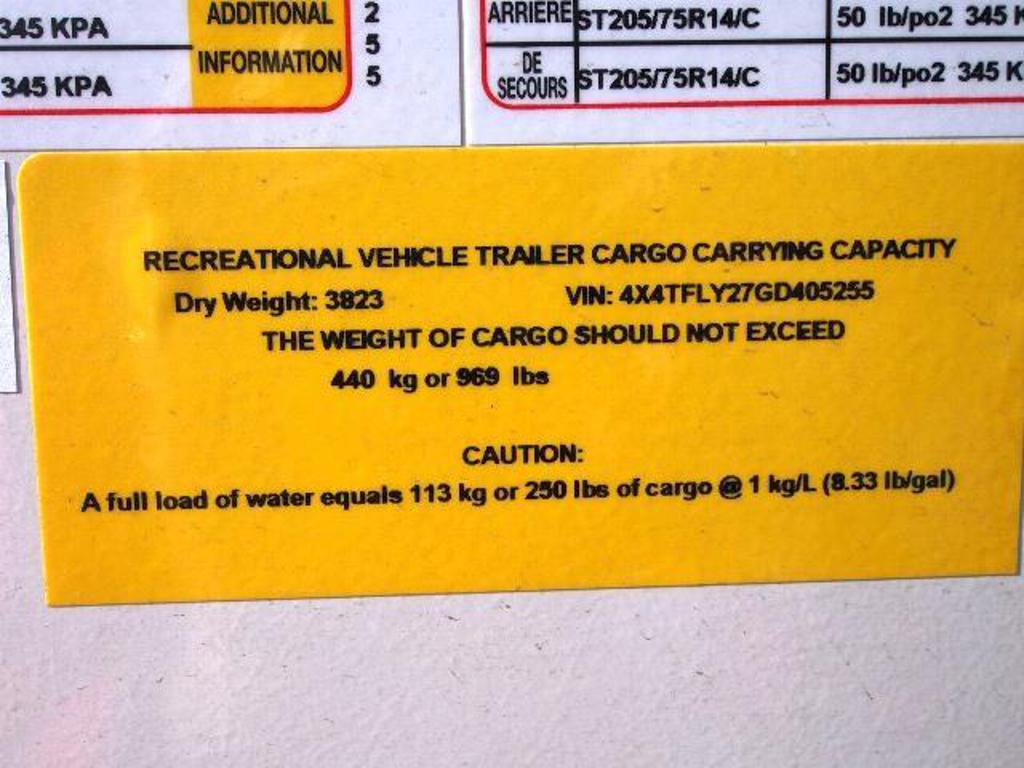 345 KPA
345 KPA
ADDITIONAL
INFORMATION
2
5
5
ARRIERE ST205/75R14/C 50 lb/po2 345 K
DE SECOURS ST205/75R14/C 50 lb/po2 345 K
RECREATIONAL VEHICLE TRAILER CARGO CARRYING CAPACITY
Dry Weight: 3823 VIN: 4X4TFLY27GD405255
THE WEIGHT OF CARGO SHOULD NOT EXCEED
440 kg or 969 lbs
CAUTION:
A full load of water equals 113 kg or 250 lbs of cargo @ 1 kg/L (8.33 lb/gal)